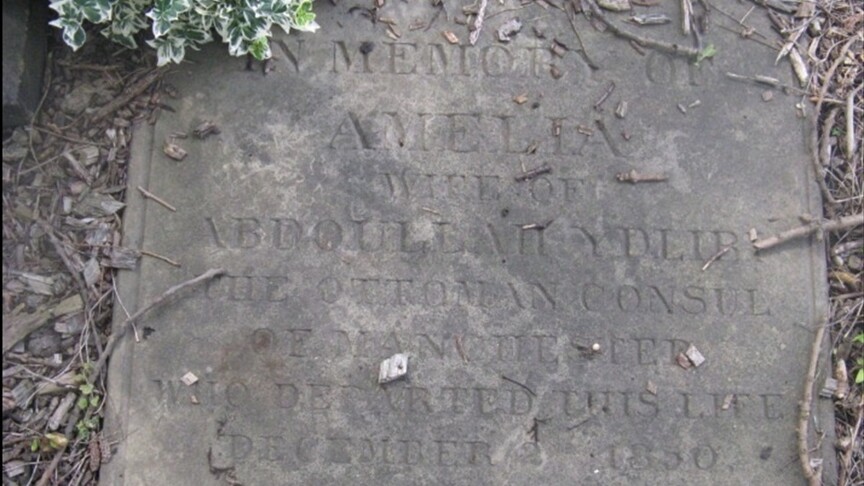 IN MEMORY OF
AMELIA
WIFE OF
ABDOULLAH YDLIBI
THE OTTOMAN CONSUL
OF MANCHESTER
WHO DEPARTED THIS LIFE
DECEMBER 1850.